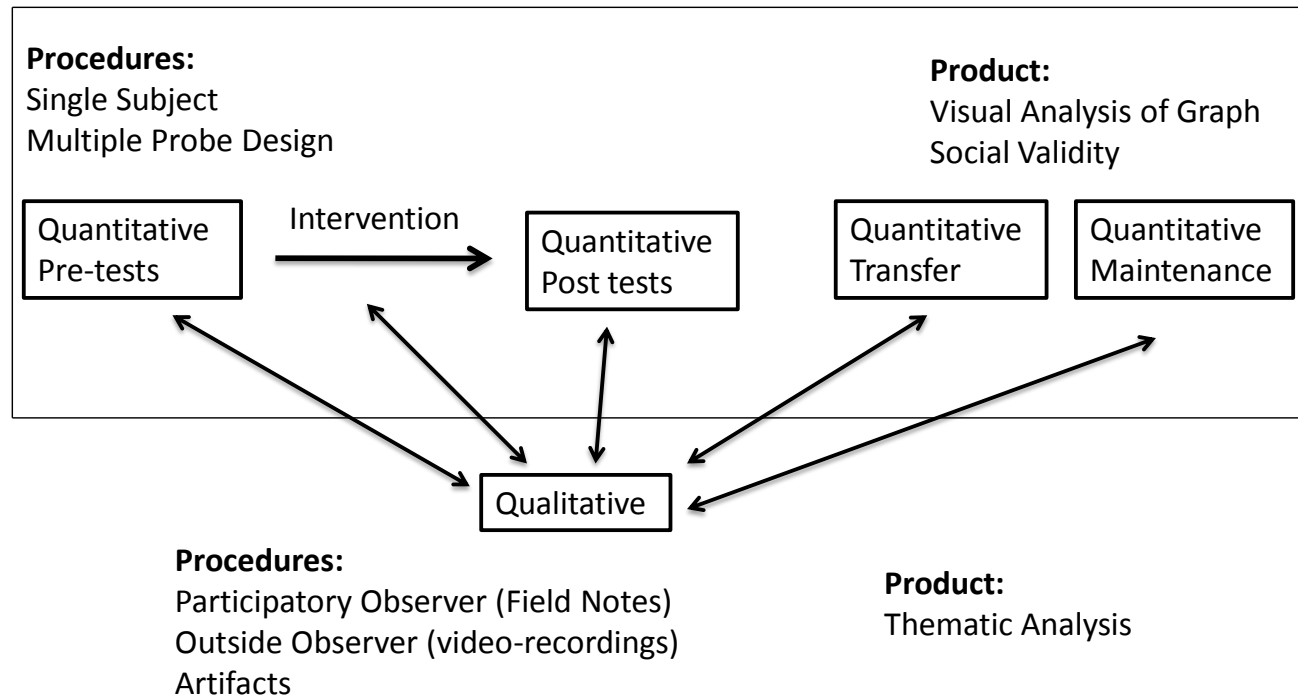 Procedures:
Single Subject
Multiple Probe Design
Product:
Visual Analysis of Graph
Social Validity
Quantitative
Pre-tests
Intervention
Quantitative
Post tests
Quantitative
Transfer
Quantitative
Maintenance
Qualitative
Procedures:
Participatory Observer (Field Notes)
Outside Observer (video-recordings)
Artifacts
Product:
Thematic Analysis